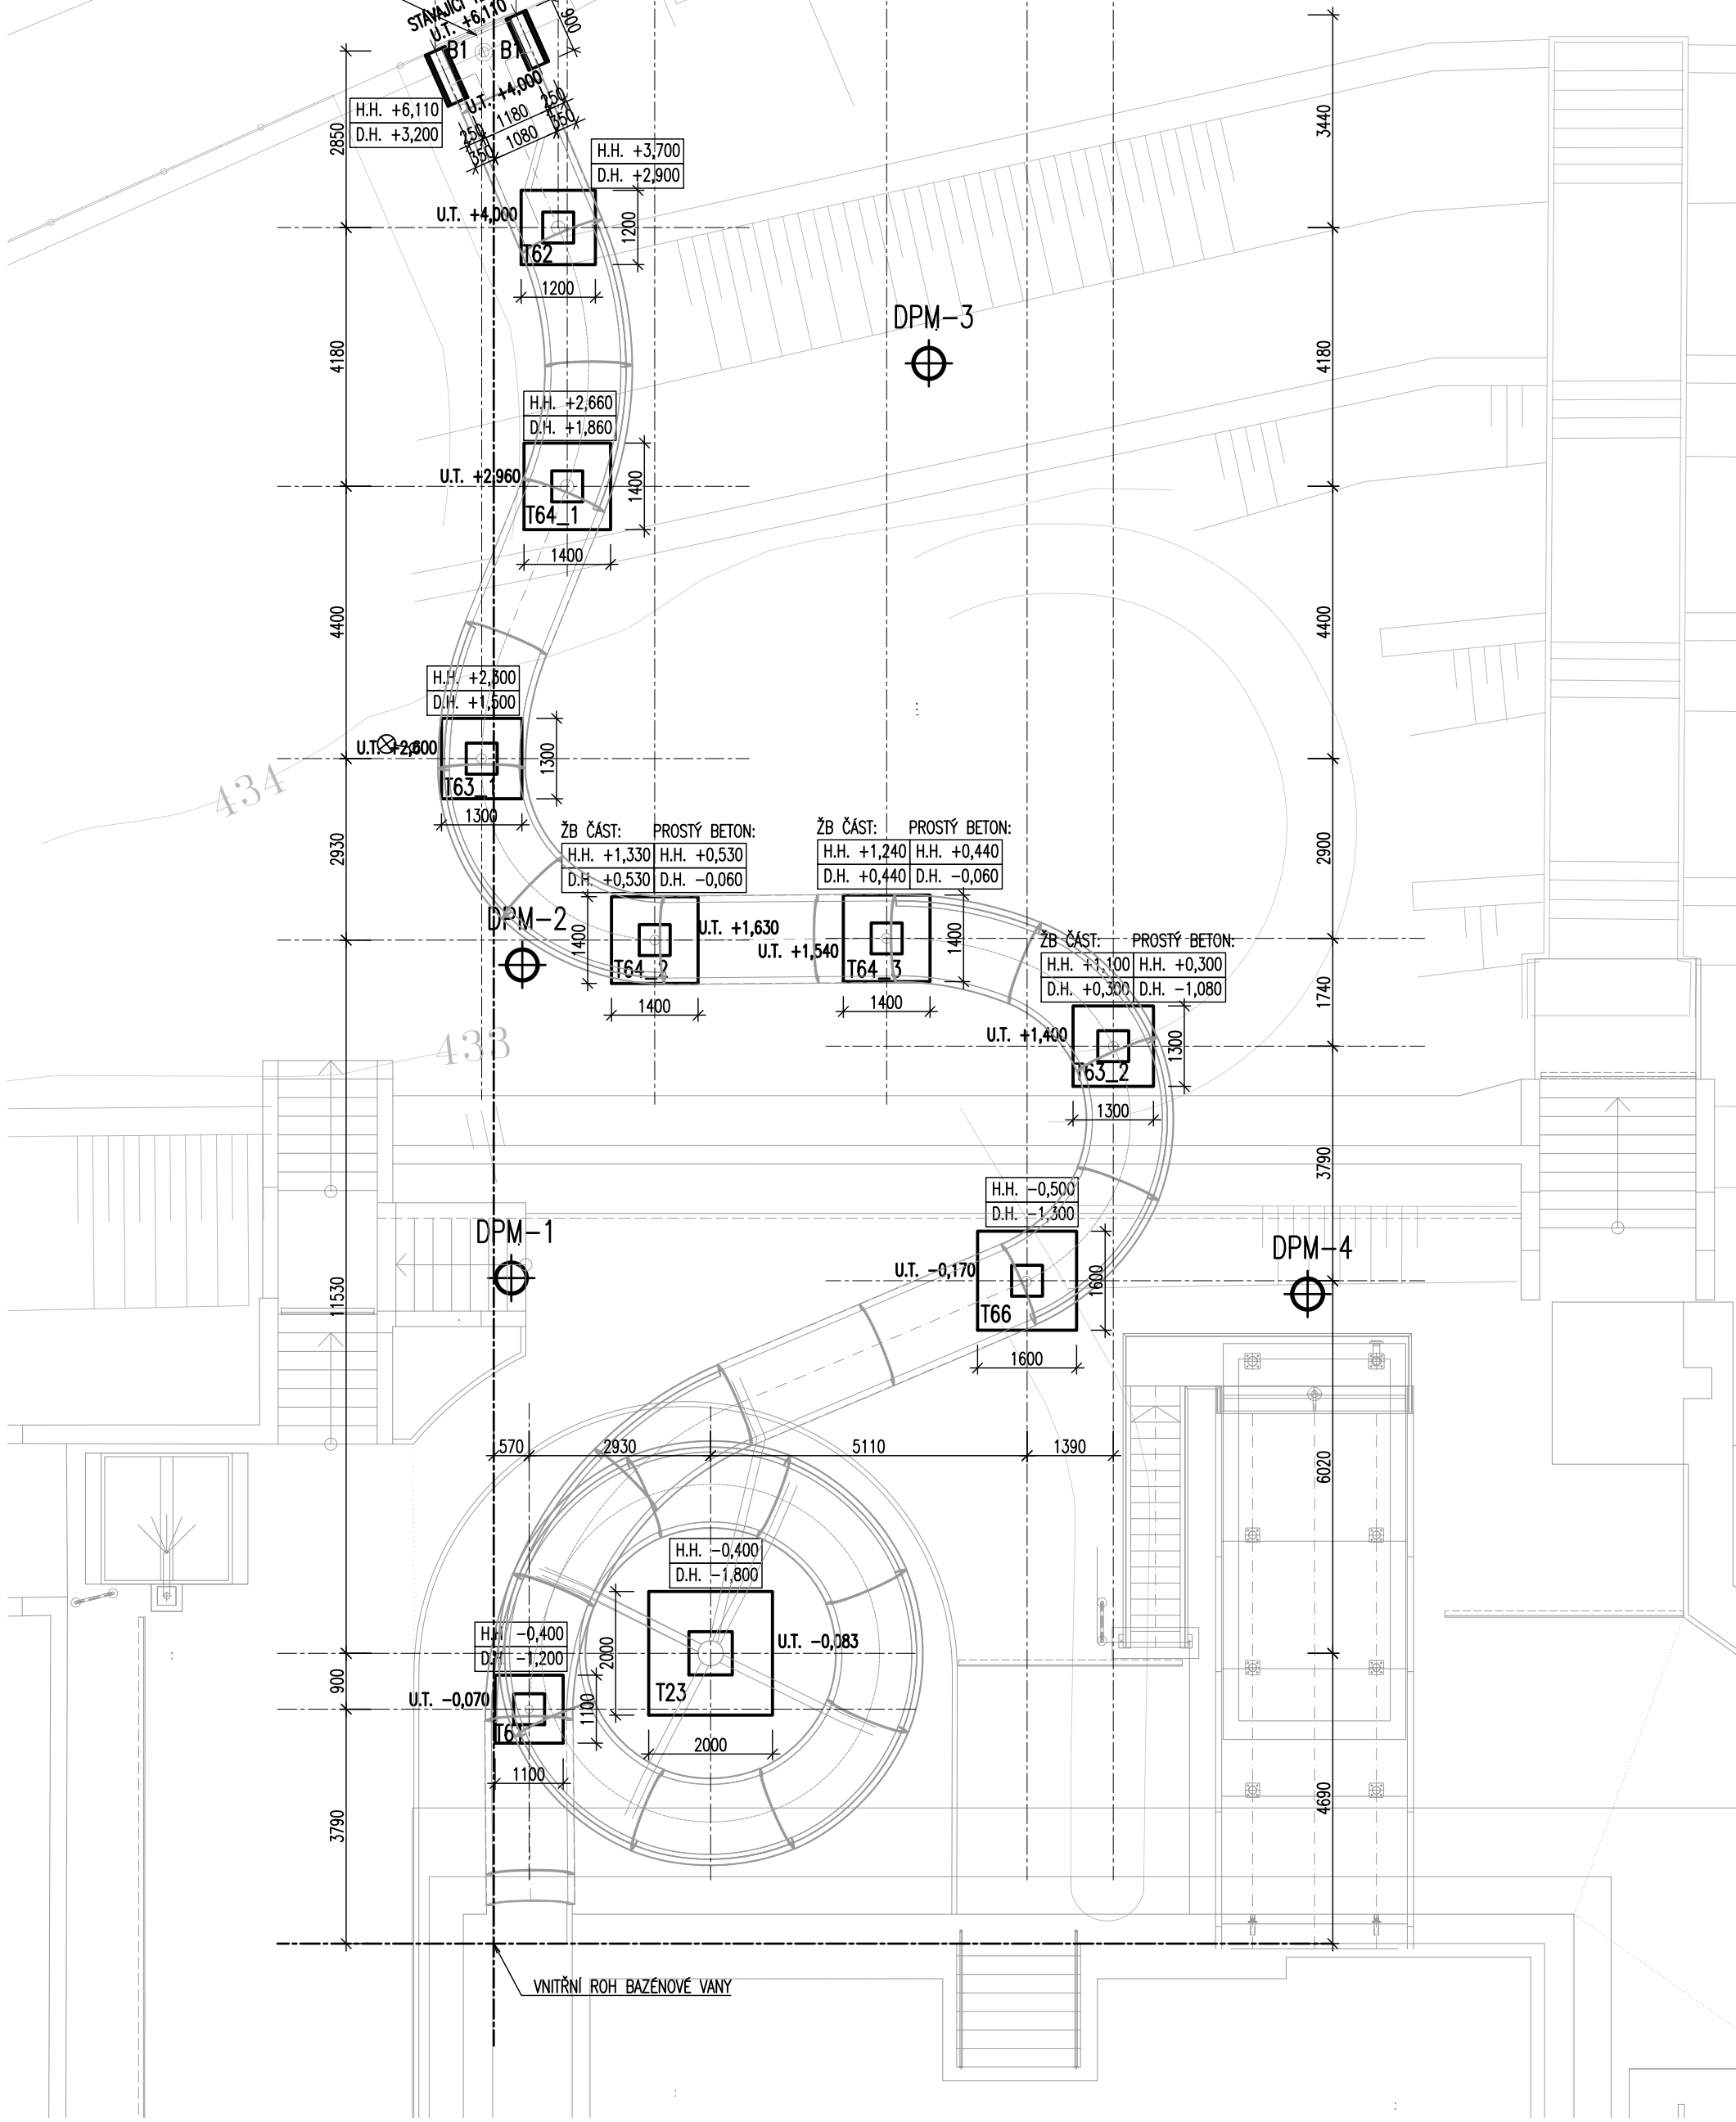 STÁVAJÍCÍ
U.T. +6,110
900
B1
B1
U.T. +4,000
H.H. +6,110
D.H. +3,200
250
1180
250
350
1080
350
2850
3440
H.H. +3,700
D.H. +2,900
U.T. +4,000
T62
1200
1200
DPM-3
4180
4180
H.H. +2,660
D.H. +1,860
U.T. +2,960
T64_1
1400
1400
4400
4400
H.H. +2,300
D.H. +1,500
U.T. +2,600
T63_1
1300
1300
434
2930
2900
ŽB ČÁST: PROSTÝ BETON:
H.H. +1,330 H.H. +0,530
D.H. +0,530 D.H. -0,060
ŽB ČÁST: PROSTÝ BETON:
H.H. +1,240 H.H. +0,440
D.H. +0,440 D.H. -0,060
DPM-2
1400
U.T. +1,630
T64_2
1400
U.T. +1,540
T64_3
1400
1400
ŽB ČÁST: PROSTÝ BETON:
H.H. +1,100 H.H. +0,300
D.H. +0,300 D.H. -1,080
1740
U.T. +1,400
T63_2
1300
1300
433
3790
H.H. -0,500
D.H. -1,300
DPM-1
DPM-4
U.T. -0,170
T66
1600
1600
11530
570
2930
5110
1390
6020
H.H. -0,400
D.H. -1,800
H.H. -0,400
D.H. -1,200
2000
U.T. -0,083
T23
2000
900
U.T. -0,070
1100
1100
3790
4690
VNITŘNÍ ROH BAZÉNOVÉ VANY